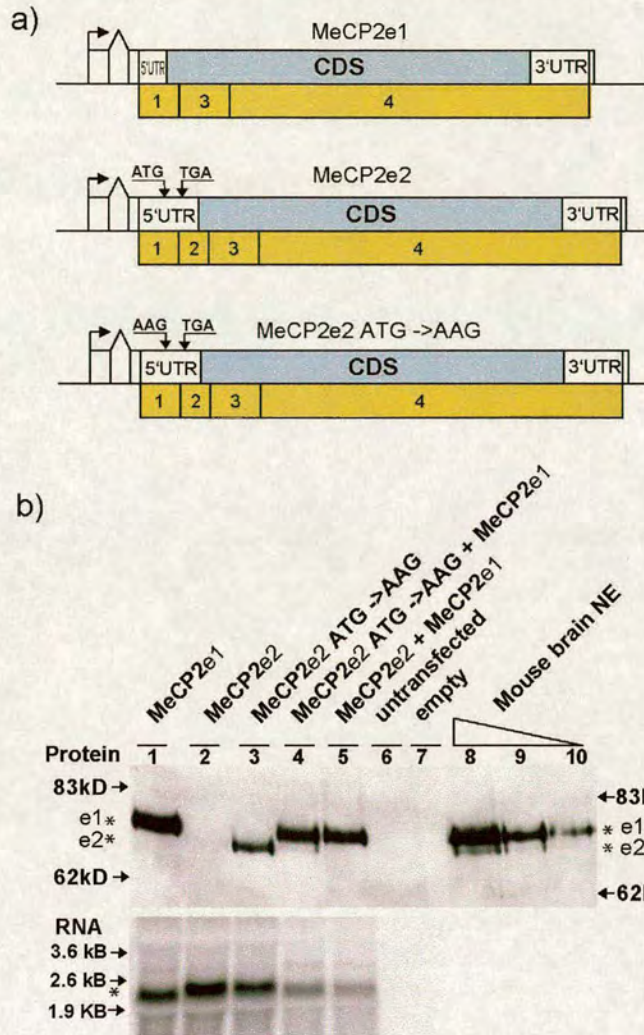 a)
MeCP2e1
5'UTR CDS 3'UTR
1 3 4
ATG TGA MeCP2e2
5'UTR CDS 3'UTR
1 2 3 4
AAG TGA MeCP2e2 ATG ->AAG
5'UTR CDS 3'UTR
1 2 3 4
b)
MeCP2e1
MeCP2e2
MeCP2e2 ATG ->AAG
MeCP2e2 ATG ->AAG + MeCP2e1
MeCP2e2 + MeCP2e1
untransfected
empty
Mouse brain NE
Protein 1 2 3 4 5 6 7 8 9 10
83kD
e1*
e2*
62kD
83k
* e1
* e2
62
RNA
3.6 kB
2.6 kB
*
1.9 KB